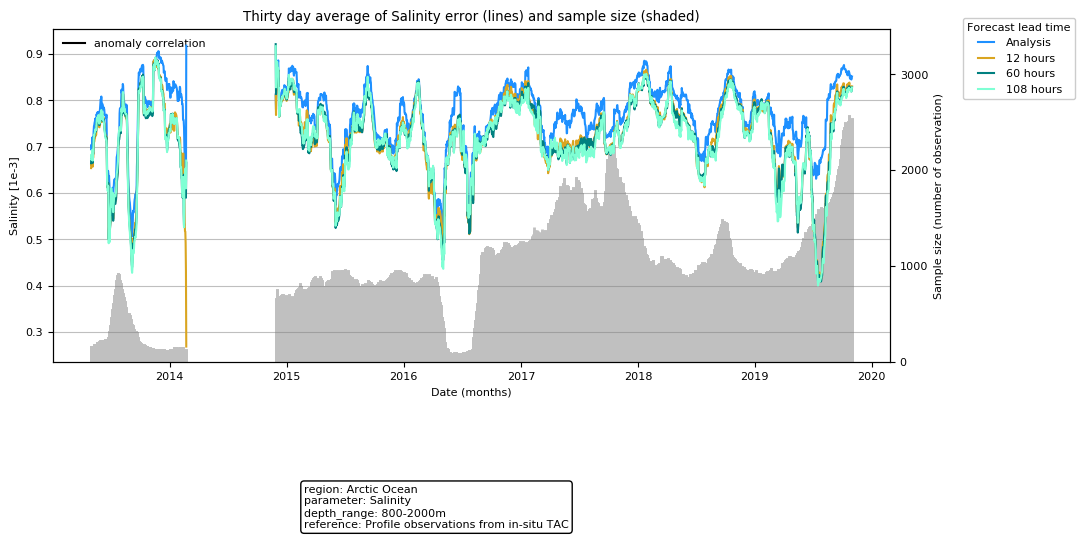 Thirty day average of Salinity error (lines) and sample size (shaded)
anomaly correlation
Forecast lead time
Analysis
12 hours
60 hours
108 hours
Salinity [1e-3]
0.9
0.8
0.7
0.6
0.5
0.4
0.3
3000
2000
1000
0
Sample size (number of observation)
2014 2015 2016 2017 2018 2019 2020
Date (months)
region: Arctic Ocean
parameter: Salinity
depth_range: 800-2000m
reference: Profile observations from in-situ TAC